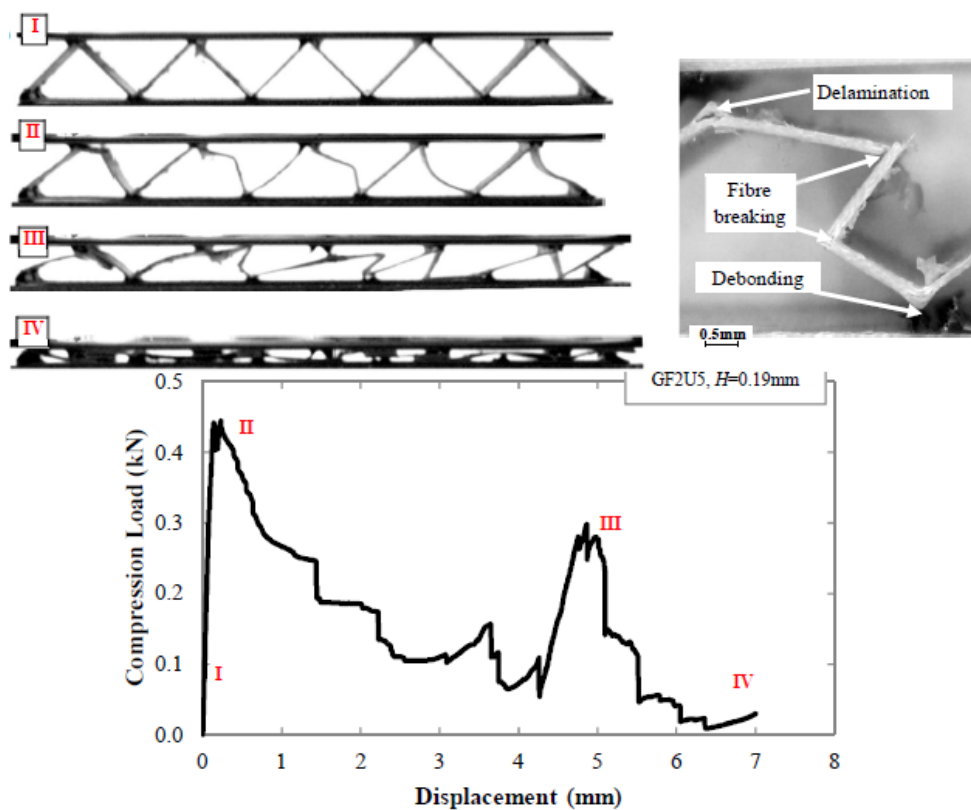 I
II
III
IV
Delamination
Fibre
breaking
Debonding
0.5mm
GF2U5, H=0.19mm
0.5
0.4
0.3
0.2
0.1
0.0
Compression Load (kN)
I
II
III
IV
0 1 2 3 4 5 6 7 8
Displacement (mm)